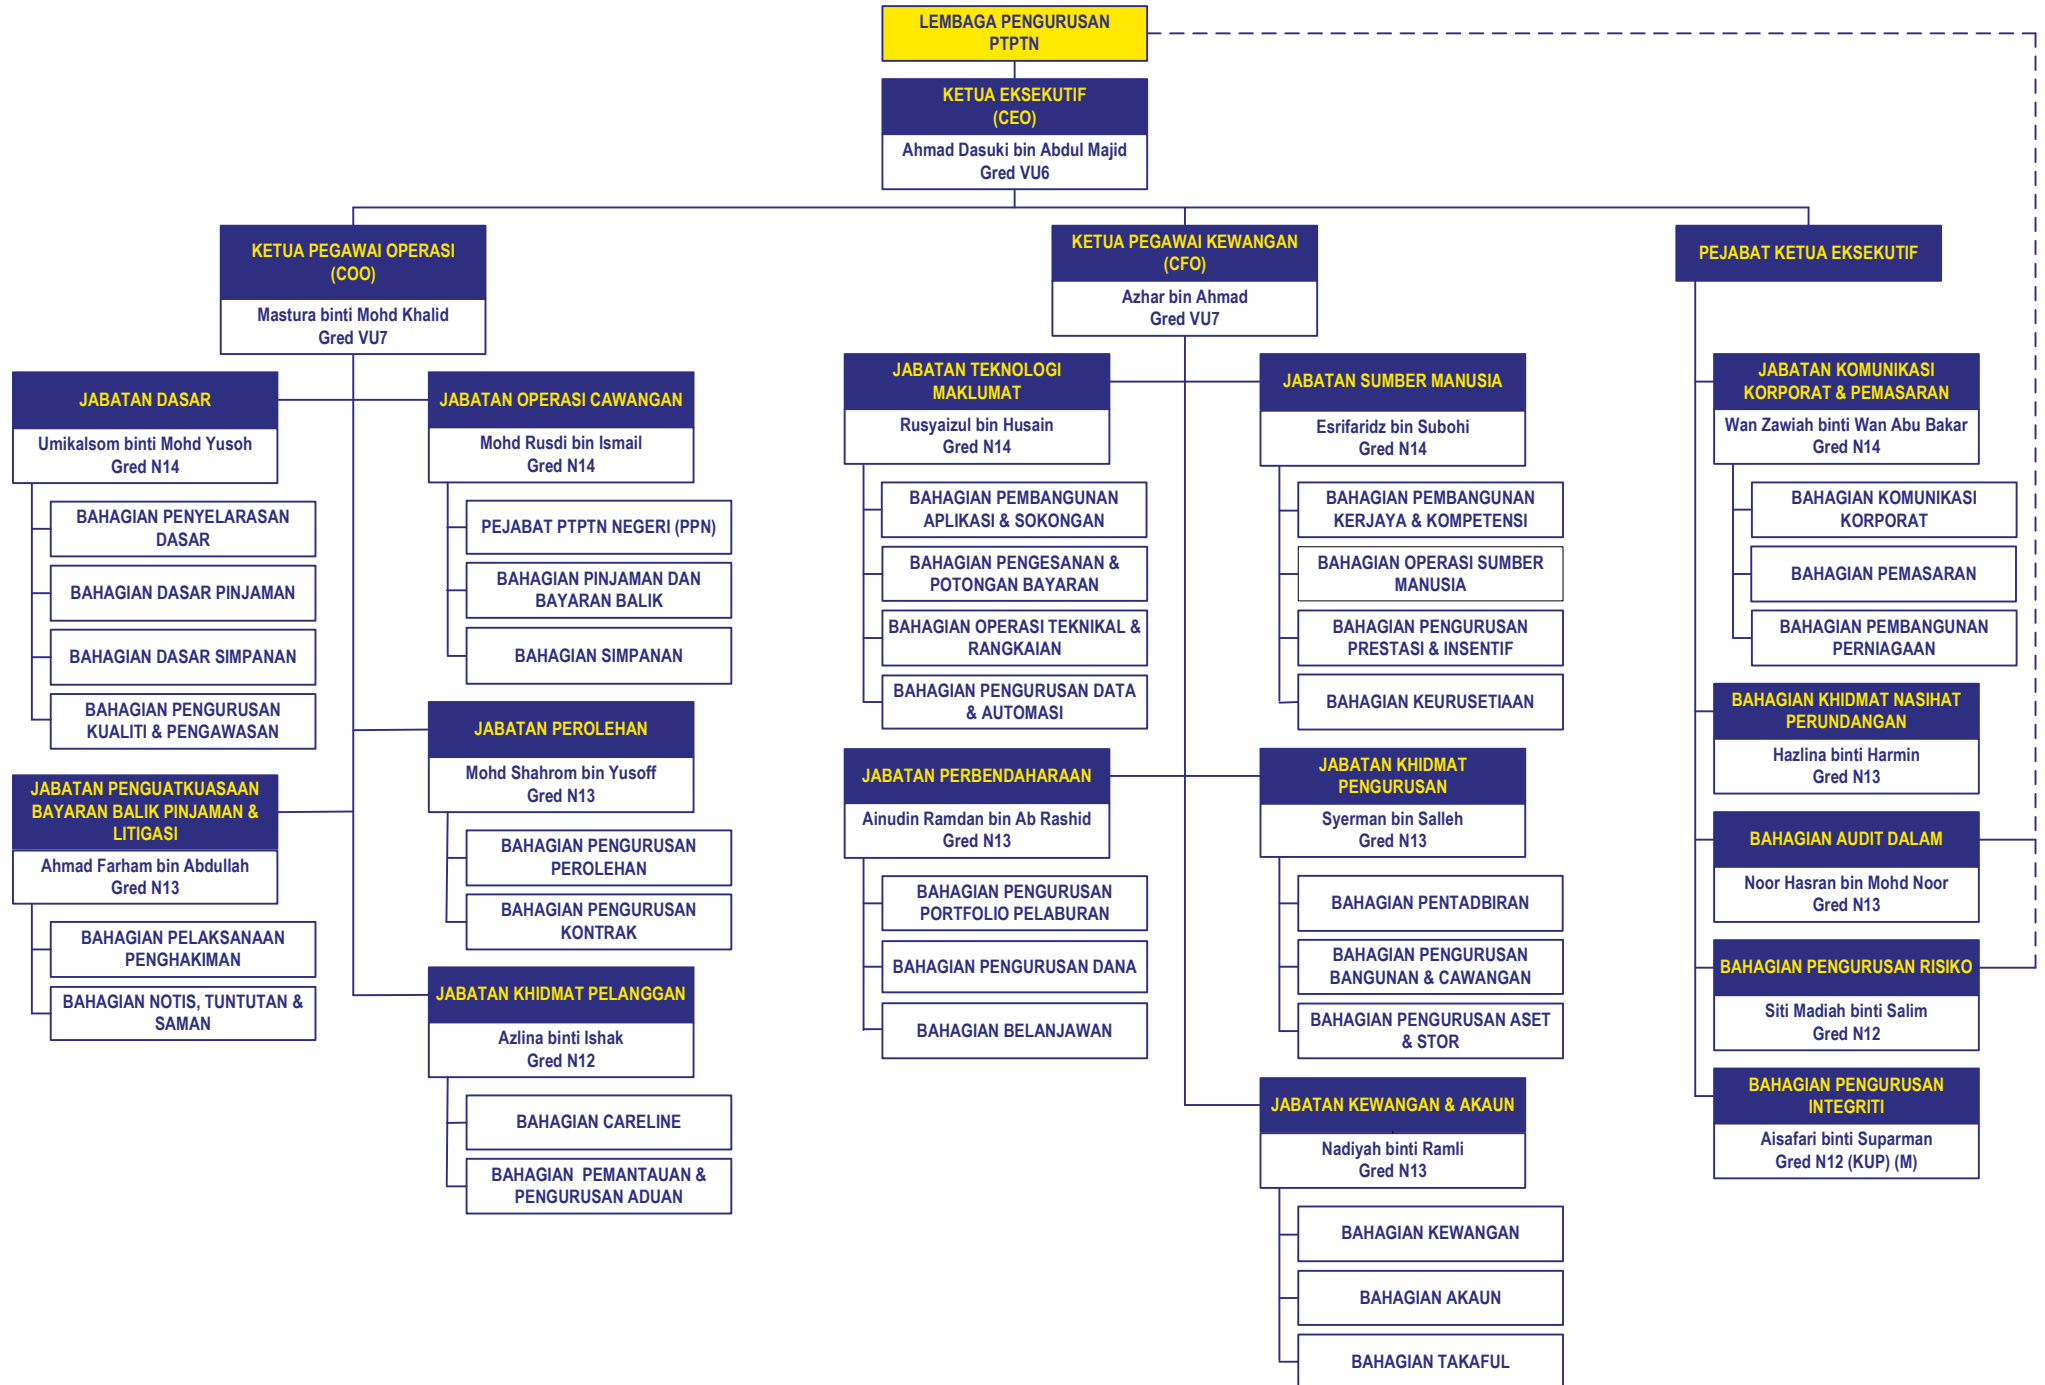 LEMBAGA PENGURUSAN
PTPTN
KETUA EKSEKUTIF
(CEO)
Ahmad Dasuki bin Abdul Majid
Gred VU6
KETUA PEGAWAI OPERASI
(COO)
Mastura binti Mohd Khalid
Gred VU7
JABATAN DASAR
Umikalsom binti Mohd Yusoh
Gred N14
BAHAGIAN PENYELARASAN
DASAR
BAHAGIAN DASAR PINJAMAN
BAHAGIAN DASAR SIMPANAN
BAHAGIAN PENGURUSAN
KUALITI & PENGAWASAN
JABATAN PENGUATKUASAAN
BAYARAN BALIK PINJAMAN &
LITIGASI
Ahmad Farham bin Abdullah
Gred N13
BAHAGIAN PELAKSANAAN
PENGHAKIMAN
BAHAGIAN NOTIS, TUNTUTAN &
SAMAN
JABATAN OPERASI CAWANGAN
Mohd Rusdi bin Ismail
Gred N14
PEJABAT PTPTN NEGERI (PPN)
BAHAGIAN PINJAMAN DAN
BAYARAN BALIK
BAHAGIAN SIMPANAN
JABATAN PEROLEHAN
Mohd Shahrom bin Yusoff
Gred N13
BAHAGIAN PENGURUSAN
PEROLEHAN
BAHAGIAN PENGURUSAN
KONTRAK
JABATAN KHIDMAT PELANGGAN
Azlina binti Ishak
Gred N12
BAHAGIAN CARELINE
BAHAGIAN PEMANTAUAN &
PENGURUSAN ADUAN
KETUA PEGAWAI KEWANGAN
(CFO)
Azhar bin Ahmad
Gred VU7
JABATAN TEKNOLOGI
MAKLUMAT
Rusyaizul bin Husain
Gred N14
BAHAGIAN PEMBANGUNAN
APLIKASI & SOKONGAN
BAHAGIAN PENGESANAN &
POTONGAN BAYARAN
BAHAGIAN OPERASI TEKNIKAL &
RANGKAIAN
BAHAGIAN PENGURUSAN DATA
& AUTOMASI
JABATAN PERBENDAHARAAN
Ainudin Ramdan bin Ab Rashid
Gred N13
BAHAGIAN PENGURUSAN
PORTFOLIO PELABURAN
BAHAGIAN PENGURUSAN DANA
BAHAGIAN BELANJAWAN
JABATAN SUMBER MANUSIA
Esrifaridz bin Subohi
Gred N14
BAHAGIAN PEMBANGUNAN
KERJAYA & KOMPETENSI
BAHAGIAN OPERASI SUMBER
MANUSIA
BAHAGIAN PENGURUSAN
PRESTASI & INSENTIF
BAHAGIAN KEURUSETIAAN
JABATAN KHIDMAT
PENGURUSAN
Syerman bin Salleh
Gred N13
BAHAGIAN PENTADBIRAN
BAHAGIAN PENGURUSAN
BANGUNAN & CAWANGAN
BAHAGIAN PENGURUSAN ASET
& STOR
JABATAN KEWANGAN & AKAUN
Nadiyah binti Ramli
Gred N13
BAHAGIAN KEWANGAN
BAHAGIAN AKAUN
BAHAGIAN TAKAFUL
PEJABAT KETUA EKSEKUTIF
JABATAN KOMUNIKASI
KORPORAT & PEMASARAN
Wan Zawiah binti Wan Abu Bakar
Gred N14
BAHAGIAN KOMUNIKASI
KORPORAT
BAHAGIAN PEMASARAN
BAHAGIAN PEMBANGUNAN
PERNIAGAAN
BAHAGIAN KHIDMAT NASIHAT
PERUNDANGAN
Hazlina binti Harmin
Gred N13
BAHAGIAN AUDIT DALAM
Noor Hasran bin Mohd Noor
Gred N13
BAHAGIAN PENGURUSAN RISIKO
Siti Madiah binti Salim
Gred N12
BAHAGIAN PENGURUSAN
INTEGRITI
Aisafari binti Suparman
Gred N12 (KUP) (M)